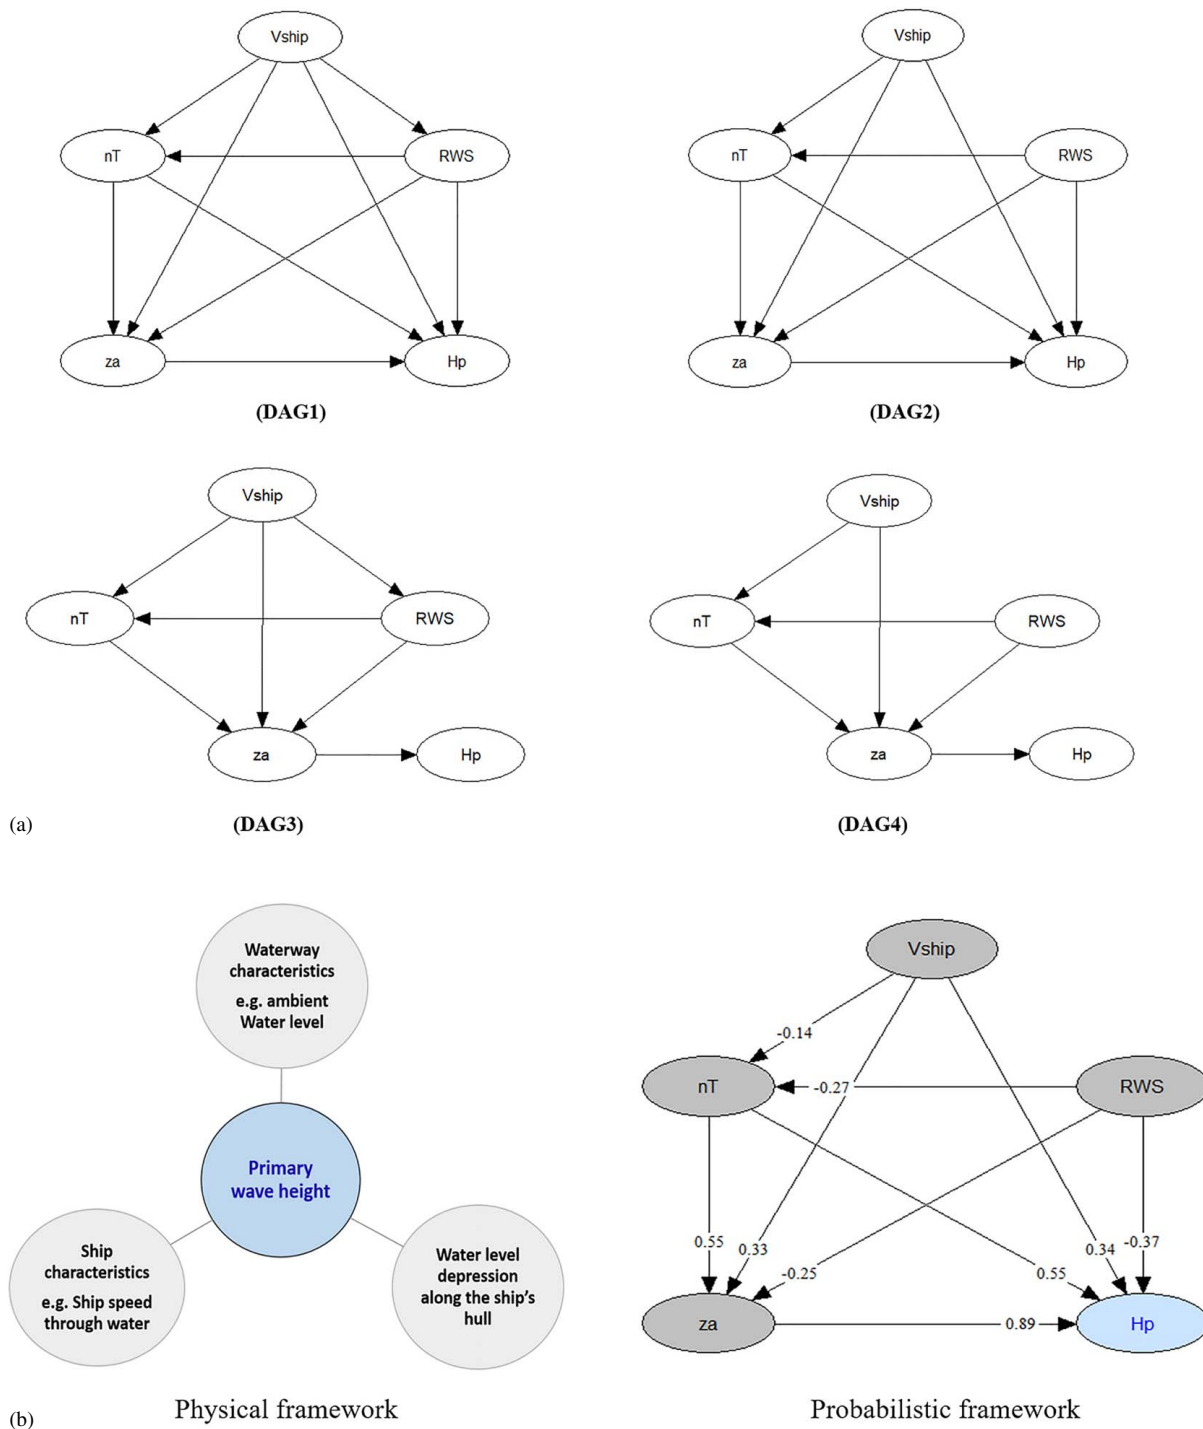 Vship
nT
RWS
za
Hp
(DAG1)
Vship
nT
RWS
za
Hp
(DAG2)
Vship
nT
RWS
za
Hp
(DAG3)
Vship
nT
RWS
za
Hp
(DAG4)
(a)
Waterway
characteristics
e.g. ambient
Water level
Primary
wave height
Ship
characteristics
e.g. Ship speed
through water
Water level
depression
along the ship's
hull
Physical framework
Vship
-0.14
nT
-0.27
RWS
0.55
0.33
-0.25
0.55
0.34
-0.37
za
0.89
Hp
Probabilistic framework
(b)